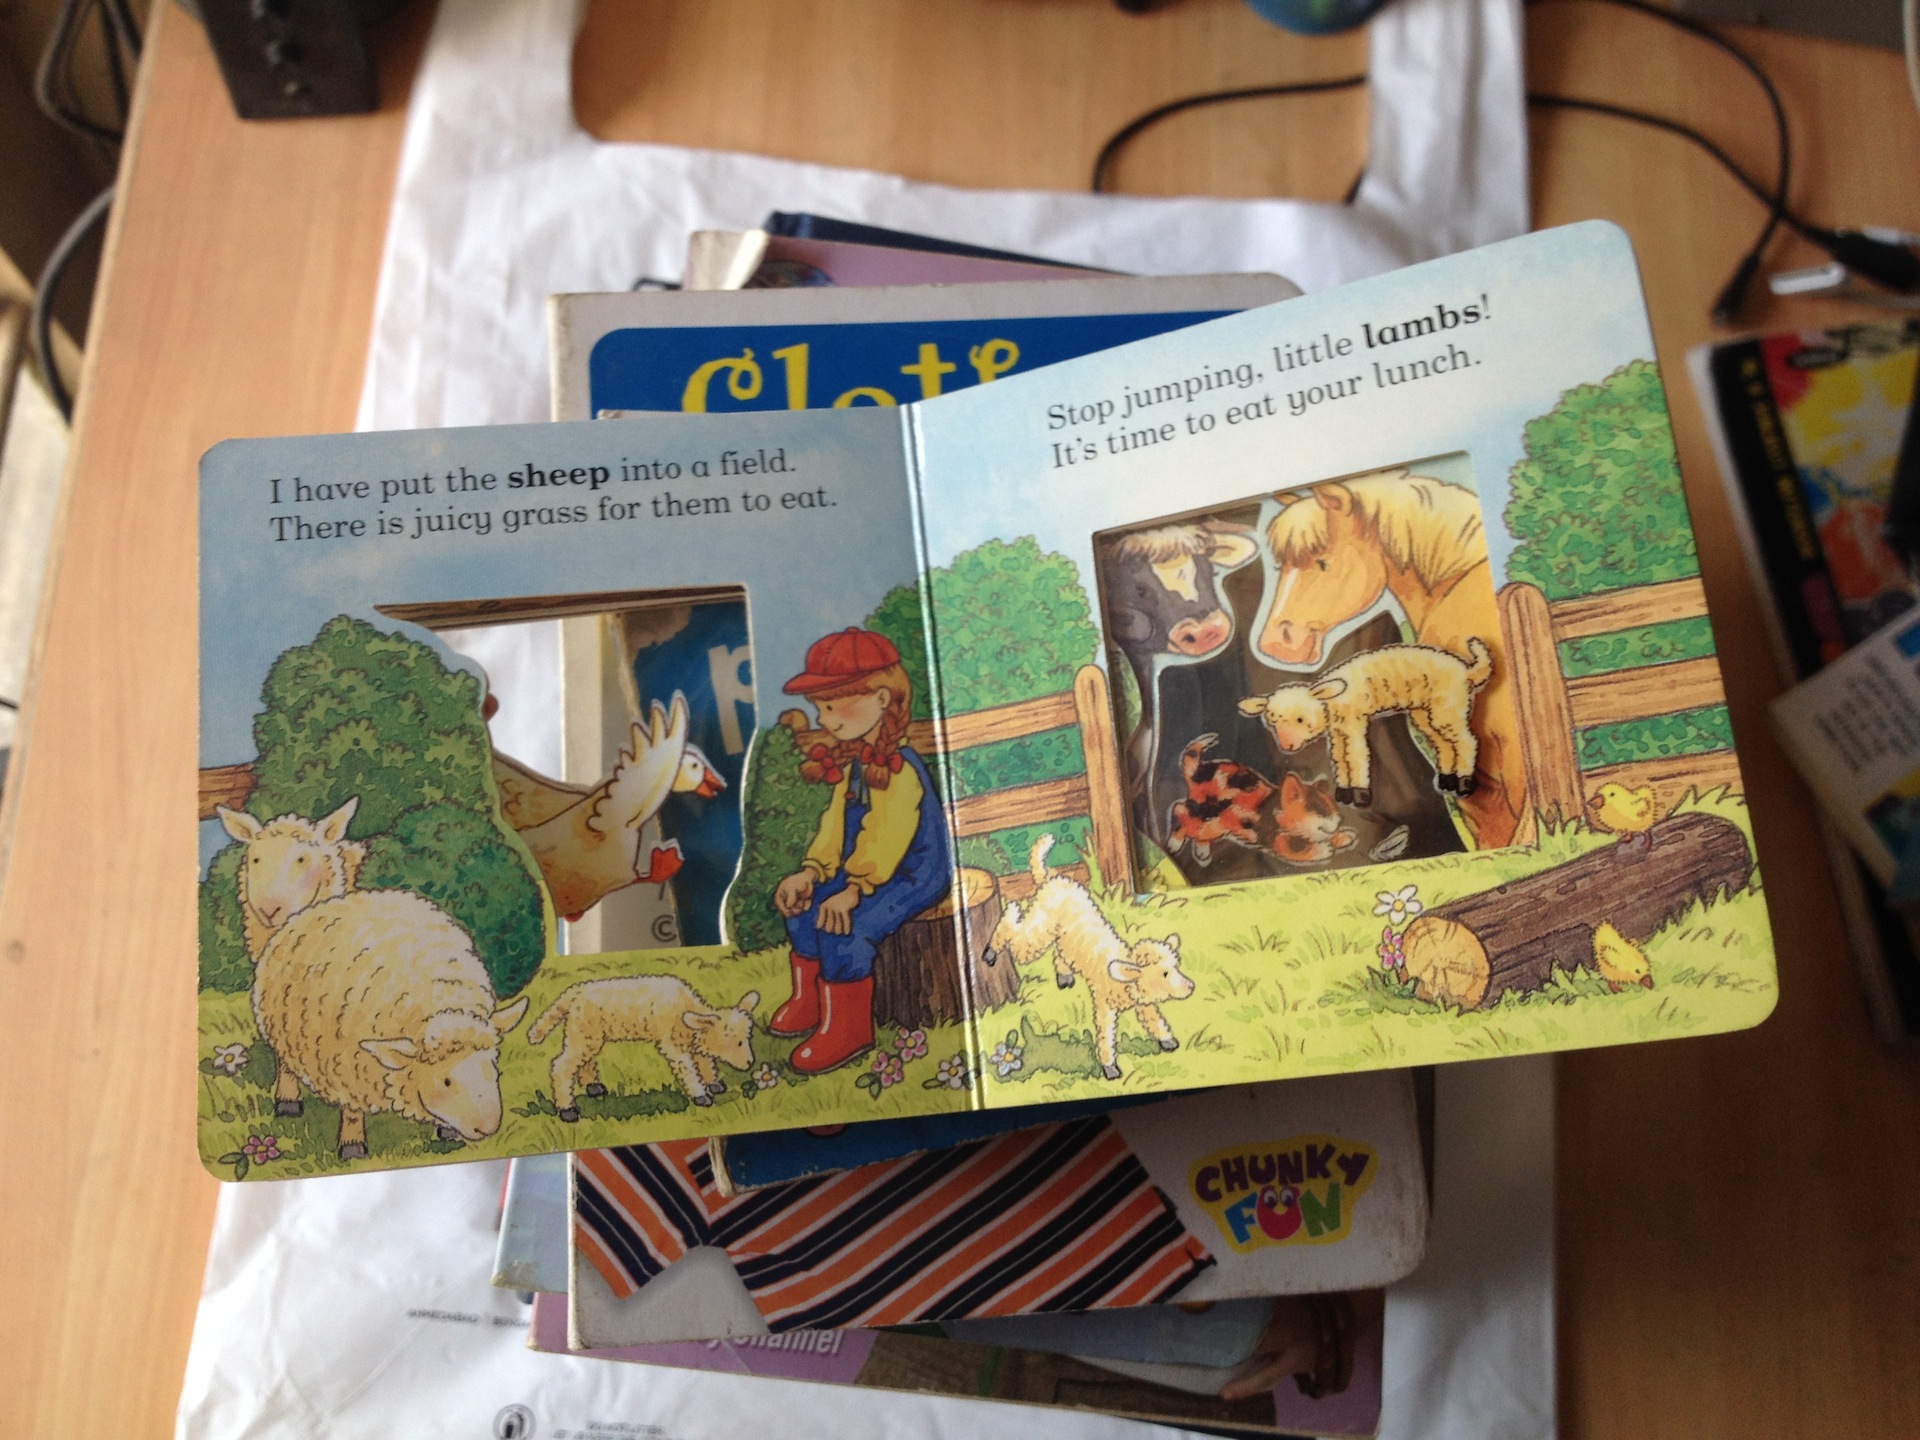 I have put the sheep into a field.
There is juicy grass for them to eat.
Stop jumping, little lambs!
It's time to eat your lunch.
p
©
CHUNKY
FUN
Channel